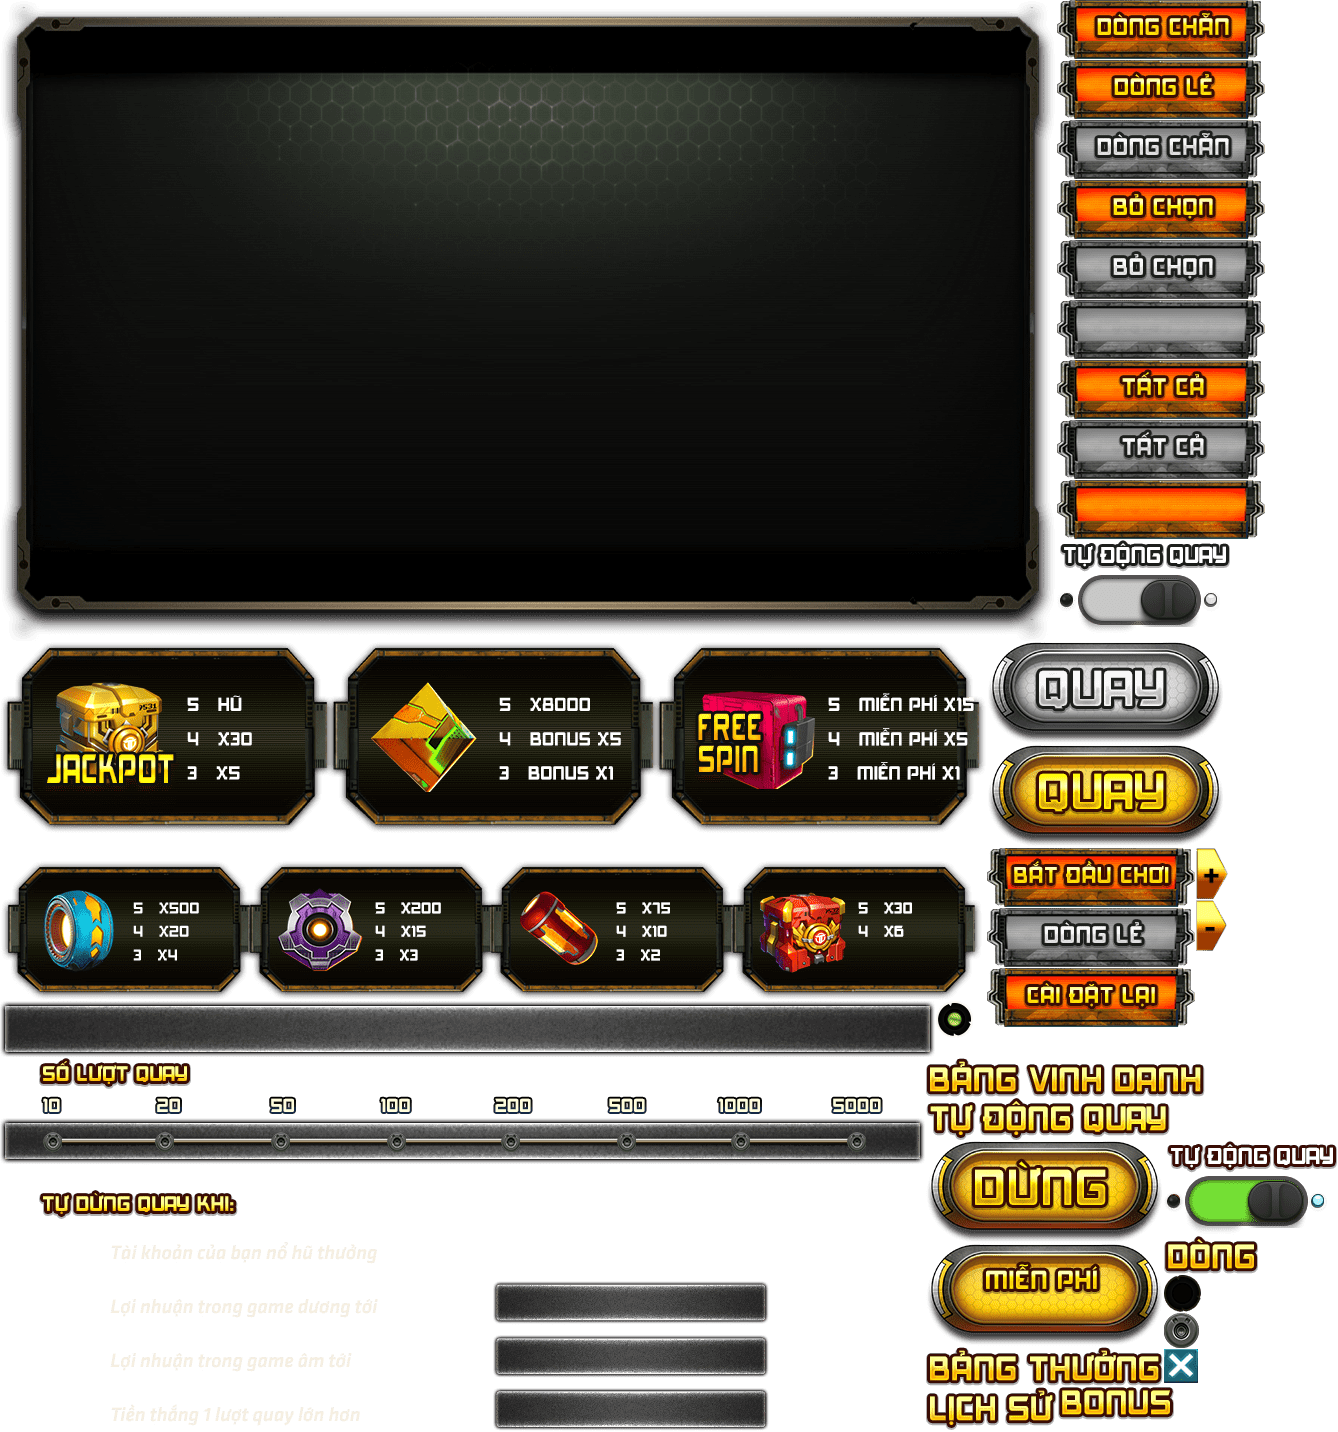 DÒNG CHẴN
DÒNG LẺ
DÒNG CHẴN
BỎ CHỌN
BỎ CHỌN
TẤT CẢ
TẤT CẢ
TỰ ĐỘNG QUAY
JACKPOT
5 HŨ
4 X30
3 X5
5 X8000
4 BONUS X5
3 BONUS X1
FREE
SPIN
5 MIỄN PHÍ X15
4 MIỄN PHÍ X5
3 MIỄN PHÍ X1
QUAY
QUAY
5 X500
4 X20
3 X4
5 X200
4 X15
3 X3
5 X75
4 X10
3 X2
5 X30
4 X6
BẮT ĐẦU CHƠI
+
DÒNG LẺ
-
CÀI ĐẶT LẠI
SỐ LƯỢT QUAY
10 20 50 100 200 500 1000 5000
BẢNG VINH DANH
TỰ ĐỘNG QUAY
DỪNG
TỰ ĐỘNG QUAY
TỰ DỪNG QUAY KHI:
Tài khoản của bạn nổ hũ thưởng
Lợi nhuận trong game dương tới
Lợi nhuận trong game âm tới
Tiền thắng 1 lượt quay lớn hơn
DÒNG
MIỄN PHÍ
BẢNG THƯỞNG
LỊCH SỬ BONUS